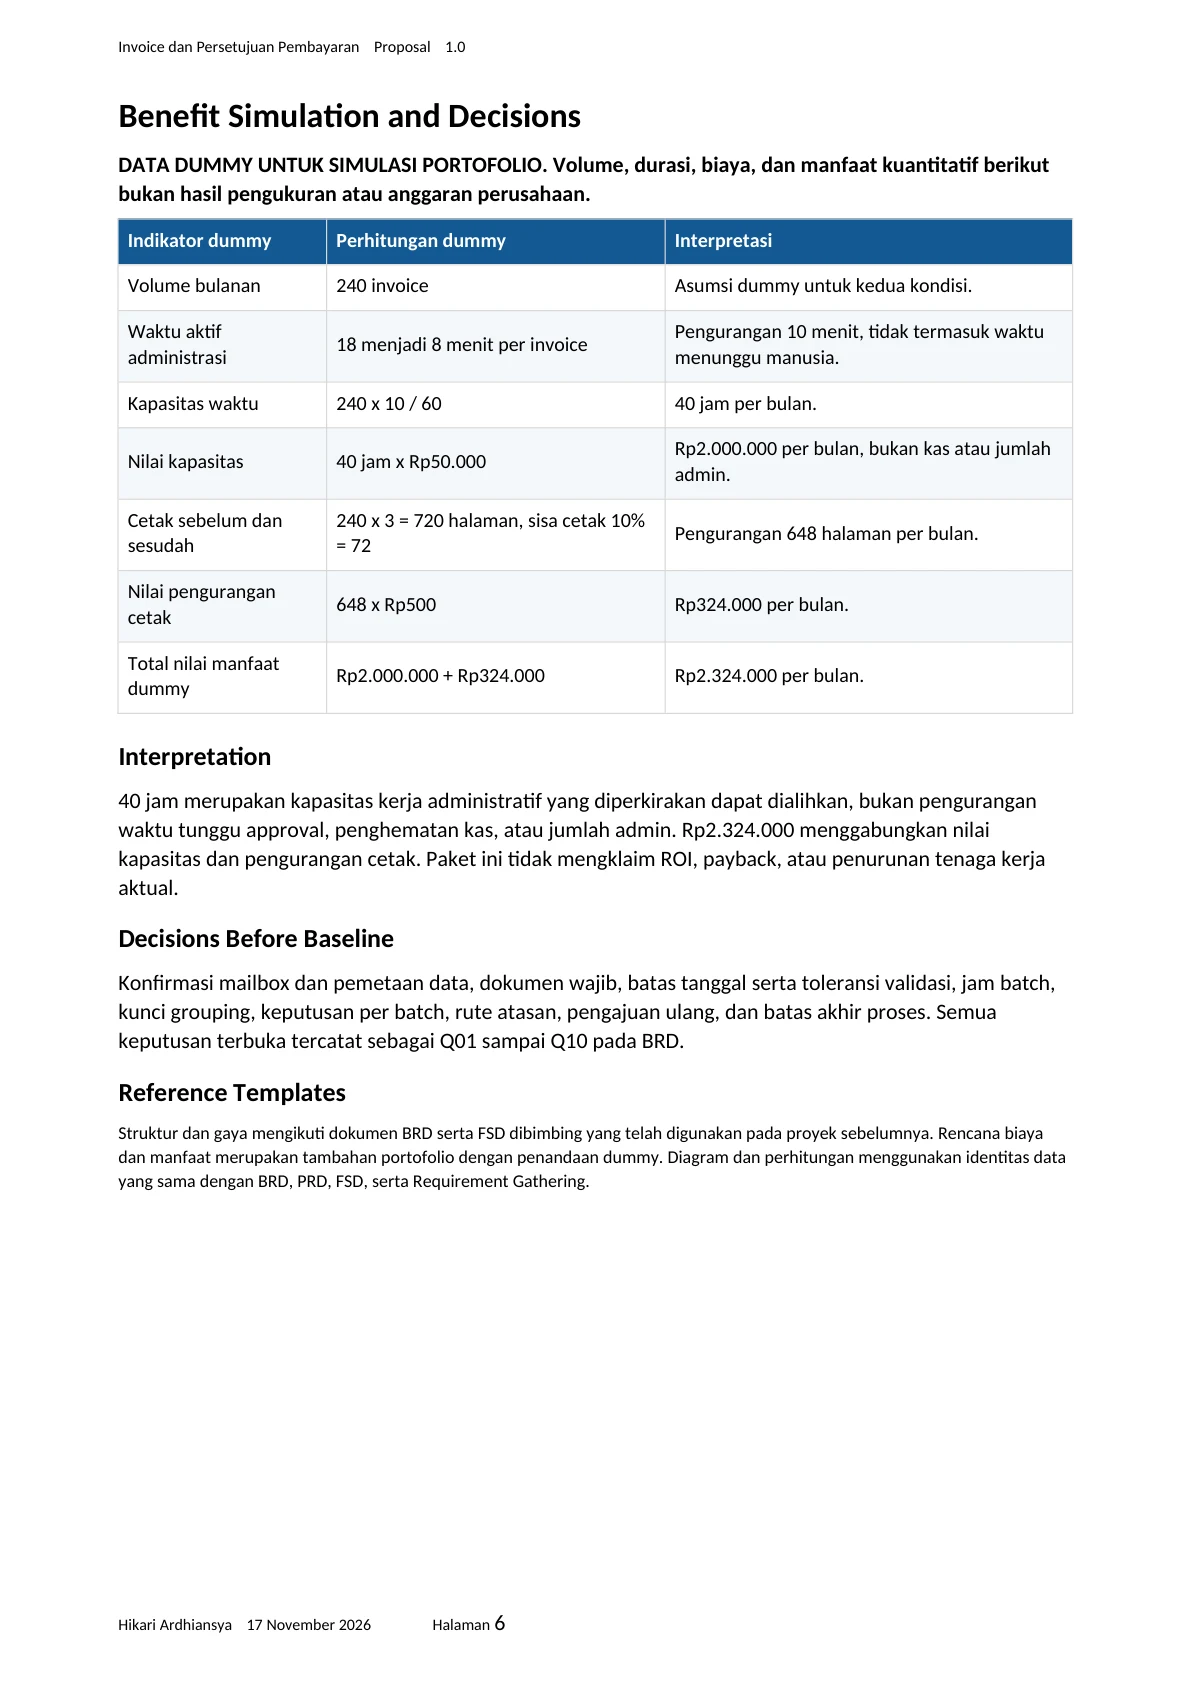 Invoice dan Persetujuan Pembayaran Proposal 1.0
Benefit Simulation and Decisions
DATA DUMMY UNTUK SIMULASI PORTOFOLIO. Volume, durasi, biaya, dan manfaat kuantitatif berikut
bukan hasil pengukuran atau anggaran perusahaan.
Indikator dummy Perhitungan dummy Interpretasi
Volume bulanan 240 invoice Asumsi dummy untuk kedua kondisi.
Waktu aktif
administrasi
18 menjadi 8 menit per invoice
Pengurangan 10 menit, tidak termasuk waktu
menunggu manusia.
Kapasitas waktu 240 x 10 / 60 40 jam per bulan.
Nilai kapasitas 40 jam x Rp50.000
Rp2.000.000 per bulan, bukan kas atau jumlah
admin.
Cetak sebelum dan
sesudah
240 x 3 = 720 halaman, sisa cetak 10%
= 72
Pengurangan 648 halaman per bulan.
Nilai pengurangan
cetak
648 x Rp500
Rp324.000 per bulan.
Total nilai manfaat
dummy
Rp2.000.000 + Rp324.000
Rp2.324.000 per bulan.
Interpretation
40 jam merupakan kapasitas kerja administratif yang diperkirakan dapat dialihkan, bukan pengurangan
waktu tunggu approval, penghematan kas, atau jumlah admin. Rp2.324.000 menggabungkan nilai
kapasitas dan pengurangan cetak. Paket ini tidak mengklaim ROI, payback, atau penurunan tenaga kerja
aktual.
Decisions Before Baseline
Konfirmasi mailbox dan pemetaan data, dokumen wajib, batas tanggal serta toleransi validasi, jam batch,
kunci grouping, keputusan per batch, rute atasan, pengajuan ulang, dan batas akhir proses. Semua
keputusan terbuka tercatat sebagai Q01 sampai Q10 pada BRD.
Reference Templates
Struktur dan gaya mengikuti dokumen BRD serta FSD dibimbing yang telah digunakan pada proyek sebelumnya. Rencana biaya
dan manfaat merupakan tambahan portofolio dengan penandaan dummy. Diagram dan perhitungan menggunakan identitas data
yang sama dengan BRD, PRD, FSD, serta Requirement Gathering.
Hikari Ardhiansya 17 November 2026 Halaman 6